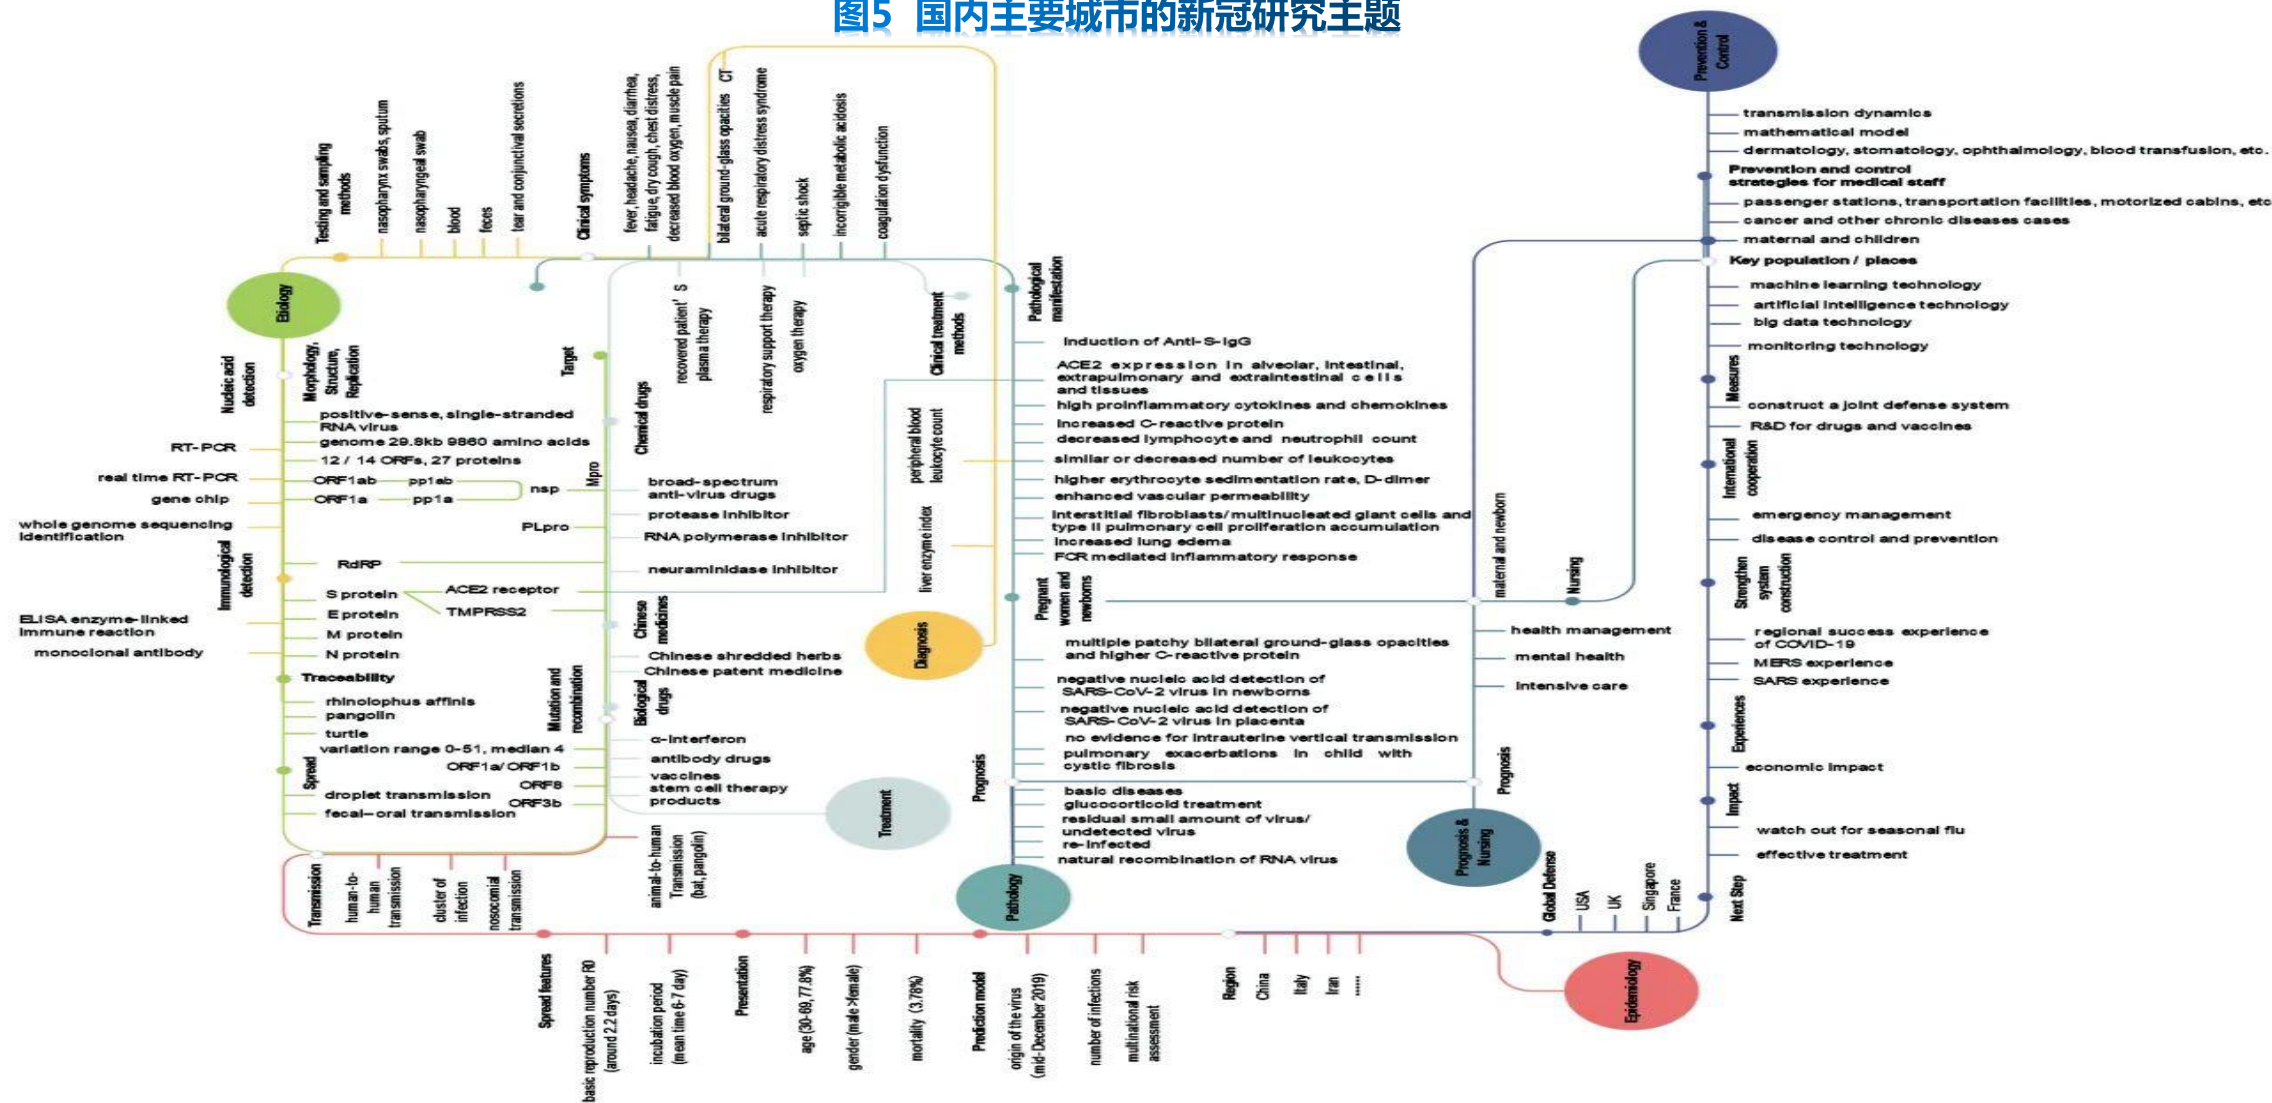 图5 国内主要城市的新冠研究主题
Prevention &
Control
transmission dynamics
mathematical model
dermatology, stomatology, ophthalmology, blood transfusion, etc.
Prevention and control
strategies for medical staff
passenger stations, transportation facilities, motorized cabins, etc
cancer and other chronic diseases cases
maternal and children
Key population / places
machine learning technology
artificial intelligence technology
big data technology
monitoring technology
Measures
construct a joint defense system
R&D for drugs and vaccines
International
cooperation
emergency management
disease control and prevention
Strengthen
system
construction
regional success experience
of COVID-19
MERS experience
SARS experience
Experiences
economic impact
Impact
watch out for seasonal flu
effective treatment
Next Step
Global Defense
USA
UK
Singapore
France
Testing and sampling
methods
nasopharynx swabs, sputum
nasopharyngeal swab
blood
feces
tear and conjunctival secretions
Clinical symptoms
fever, headache, nausea, diarrhea,
fatigue, dry cough, chest distress,
decreased blood oxygen, muscle pain
bilateral ground-glass opacities CT
acute respiratory distress syndrome
septic shock
incorrigible metabolic acidosis
coagulation dysfunction
Biology
Nucleic acid
detection
Morphology,
Structure,
Replication
positive-sense, single-stranded
RNA virus
genome 29.8kb 9860 amino acids
12 / 14 ORFs, 27 proteins
ORF1ab
pp1ab
ORF1a
pp1a
nsp
RT-PCR
real time RT-PCR
gene chip
whole genome sequencing
identification
Immunological
detection
ELISA enzyme-linked
immune reaction
monoclonal antibody
PLpro
RdRP
S protein
ACE2 receptor
TMPRSS2
E protein
M protein
N protein
Traceability
rhinolophus affinis
pangolin
turtle
variation range 0-51, median 4
ORF1a/ ORF1b
ORF8
ORF3b
Spread
droplet transmission
fecal-oral transmission
Target
Mpro
Mutation and
recombination
Chemical drugs
broad-spectrum
anti-virus drugs
protease inhibitor
RNA polymerase inhibitor
neuraminidase inhibitor
Chinese
medicines
Chinese shredded herbs
Chinese patent medicine
Biological
drugs
α-interferon
antibody drugs
vaccines
stem cell therapy
products
recovered patient' S
plasma therapy
respiratory support therapy
oxygen therapy
Clinical treatment
methods
Treatment
peripheral blood
leukocyte count
liver enzyme index
Diagnosis
Pathological
manifestation
induction of Anti-S-IgG
ACE2 expression in alveolar, intestinal,
extrapulmonary and extraintestinal cells
and tissues
high proinflammatory cytokines and chemokines
increased C-reactive protein
decreased lymphocyte and neutrophil count
similar or decreased number of leukocytes
higher erythrocyte sedimentation rate, D-dimer
enhanced vascular permeability
interstitial fibroblasts/multinucleated giant cells and
type II pulmonary cell proliferation accumulation
increased lung edema
FCR mediated inflammatory response
Pregnant
women and
newborns
multiple patchy bilateral ground-glass opacities
and higher C-reactive protein
negative nucleic acid detection of
SARS-CoV-2 virus in newborns
negative nucleic acid detection of
SARS-CoV-2 virus in placenta
no evidence for intrauterine vertical transmission
pulmonary exacerbations in child with
cystic fibrosis
Prognosis
basic diseases
glucocorticoid treatment
residual small amount of virus/
undetected virus
re-infected
natural recombination of RNA virus
Pathology
maternal and newborn
Nursing
health management
mental health
intensive care
Prognosis
Prognosis &
Nursing
Transmission
human-to-
human
transmission
cluster of
infection
nosocomial
transmission
animal-to-human
Transmission
(bat, pangolin)
Spread features
basic reproduction number R0
(around 2.2 days)
incubation period
(mean time 6-7 day)
Presentation
age (30-69, 77.8%)
gender (male >female)
mortality (3.78%)
Prediction model
origin of the virus
(mid-December 2019)
number of infections
multinational risk
assessment
Region
China
Italy
Iran
......
Epidemiology